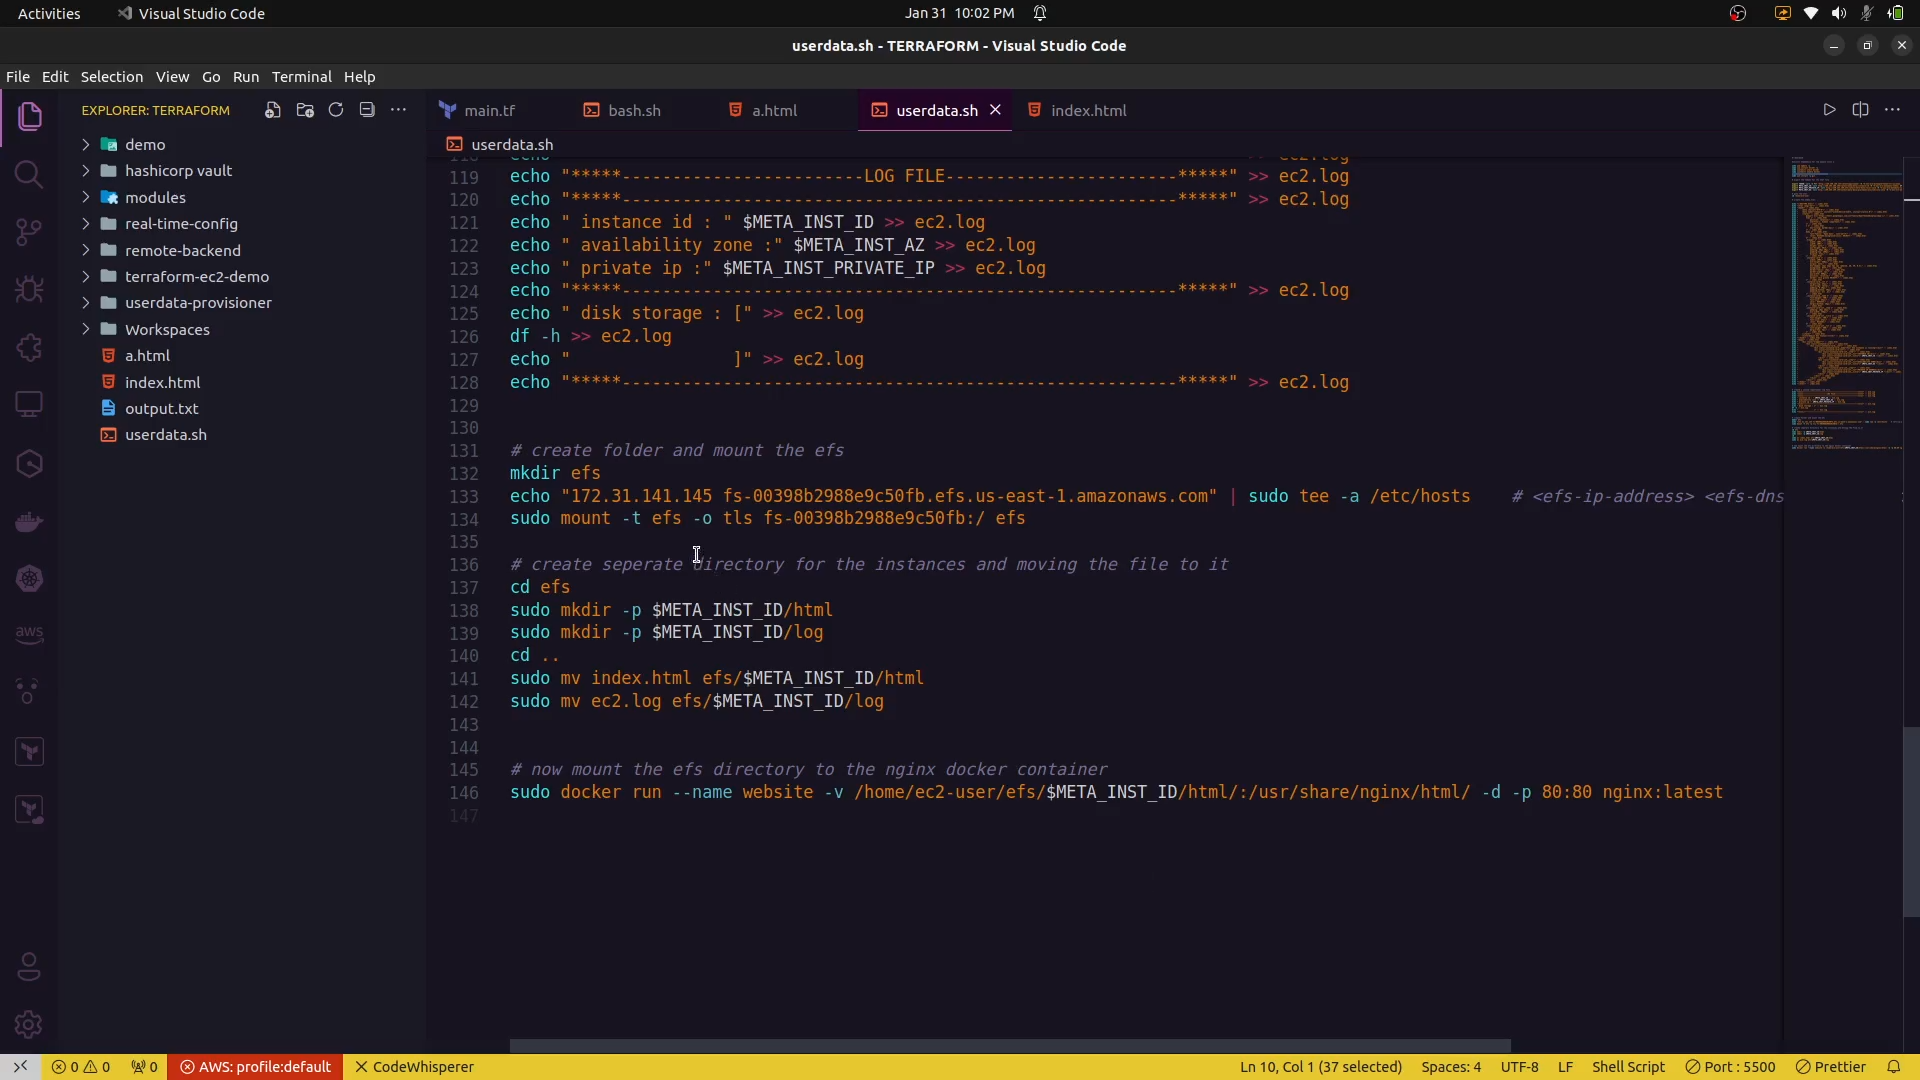 Activities Visual Studio Code Jan 31 10:02 PM
userdata.sh - TERRAFORM - Visual Studio Code
File Edit Selection View Go Run Terminal Help
EXPLORER: TERRAFORM
demo
hashicorp vault
modules
real-time-config
remote-backend
terraform-ec2-demo
userdata-provisioner
Workspaces
a.html
index.html
output.txt
userdata.sh
aws
main.tf bash.sh a.html userdata.sh index.html
userdata.sh
119 echo "*****------------------------LOG FILE-----------------------*****" >> ec2.log
120 echo "*****-------------------------------------------------------*****" >> ec2.log
121 echo " instance id : " $META_INST_ID >> ec2.log
122 echo " availability zone :" $META_INST_AZ >> ec2.log
123 echo " private ip :" $META_INST_PRIVATE_IP >> ec2.log
124 echo "*****-------------------------------------------------------*****" >> ec2.log
125 echo " disk storage : [" >> ec2.log
126 df -h >> ec2.log
127 echo "                ]" >> ec2.log
128 echo "*****-------------------------------------------------------*****" >> ec2.log
129
130
131 # create folder and mount the efs
132 mkdir efs
133 echo "172.31.141.145 fs-00398b2988e9c50fb.efs.us-east-1.amazonaws.com" | sudo tee -a /etc/hosts    # <efs-ip-address> <efs-dns
134 sudo mount -t efs -o tls fs-00398b2988e9c50fb:/ efs
135
136 # create seperate directory for the instances and moving the file to it
137 cd efs
138 sudo mkdir -p $META_INST_ID/html
139 sudo mkdir -p $META_INST_ID/log
140 cd ..
141 sudo mv index.html efs/$META_INST_ID/html
142 sudo mv ec2.log efs/$META_INST_ID/log
143
144
145 # now mount the efs directory to the nginx docker container
146 sudo docker run --name website -v /home/ec2-user/efs/$META_INST_ID/html/:/usr/share/nginx/html/ -d -p 80:80 nginx:latest
147
0 0 0 AWS: profile:default CodeWhisperer Ln 10, Col 1 (37 selected) Spaces: 4 UTF-8 LF Shell Script Port : 5500 Prettier